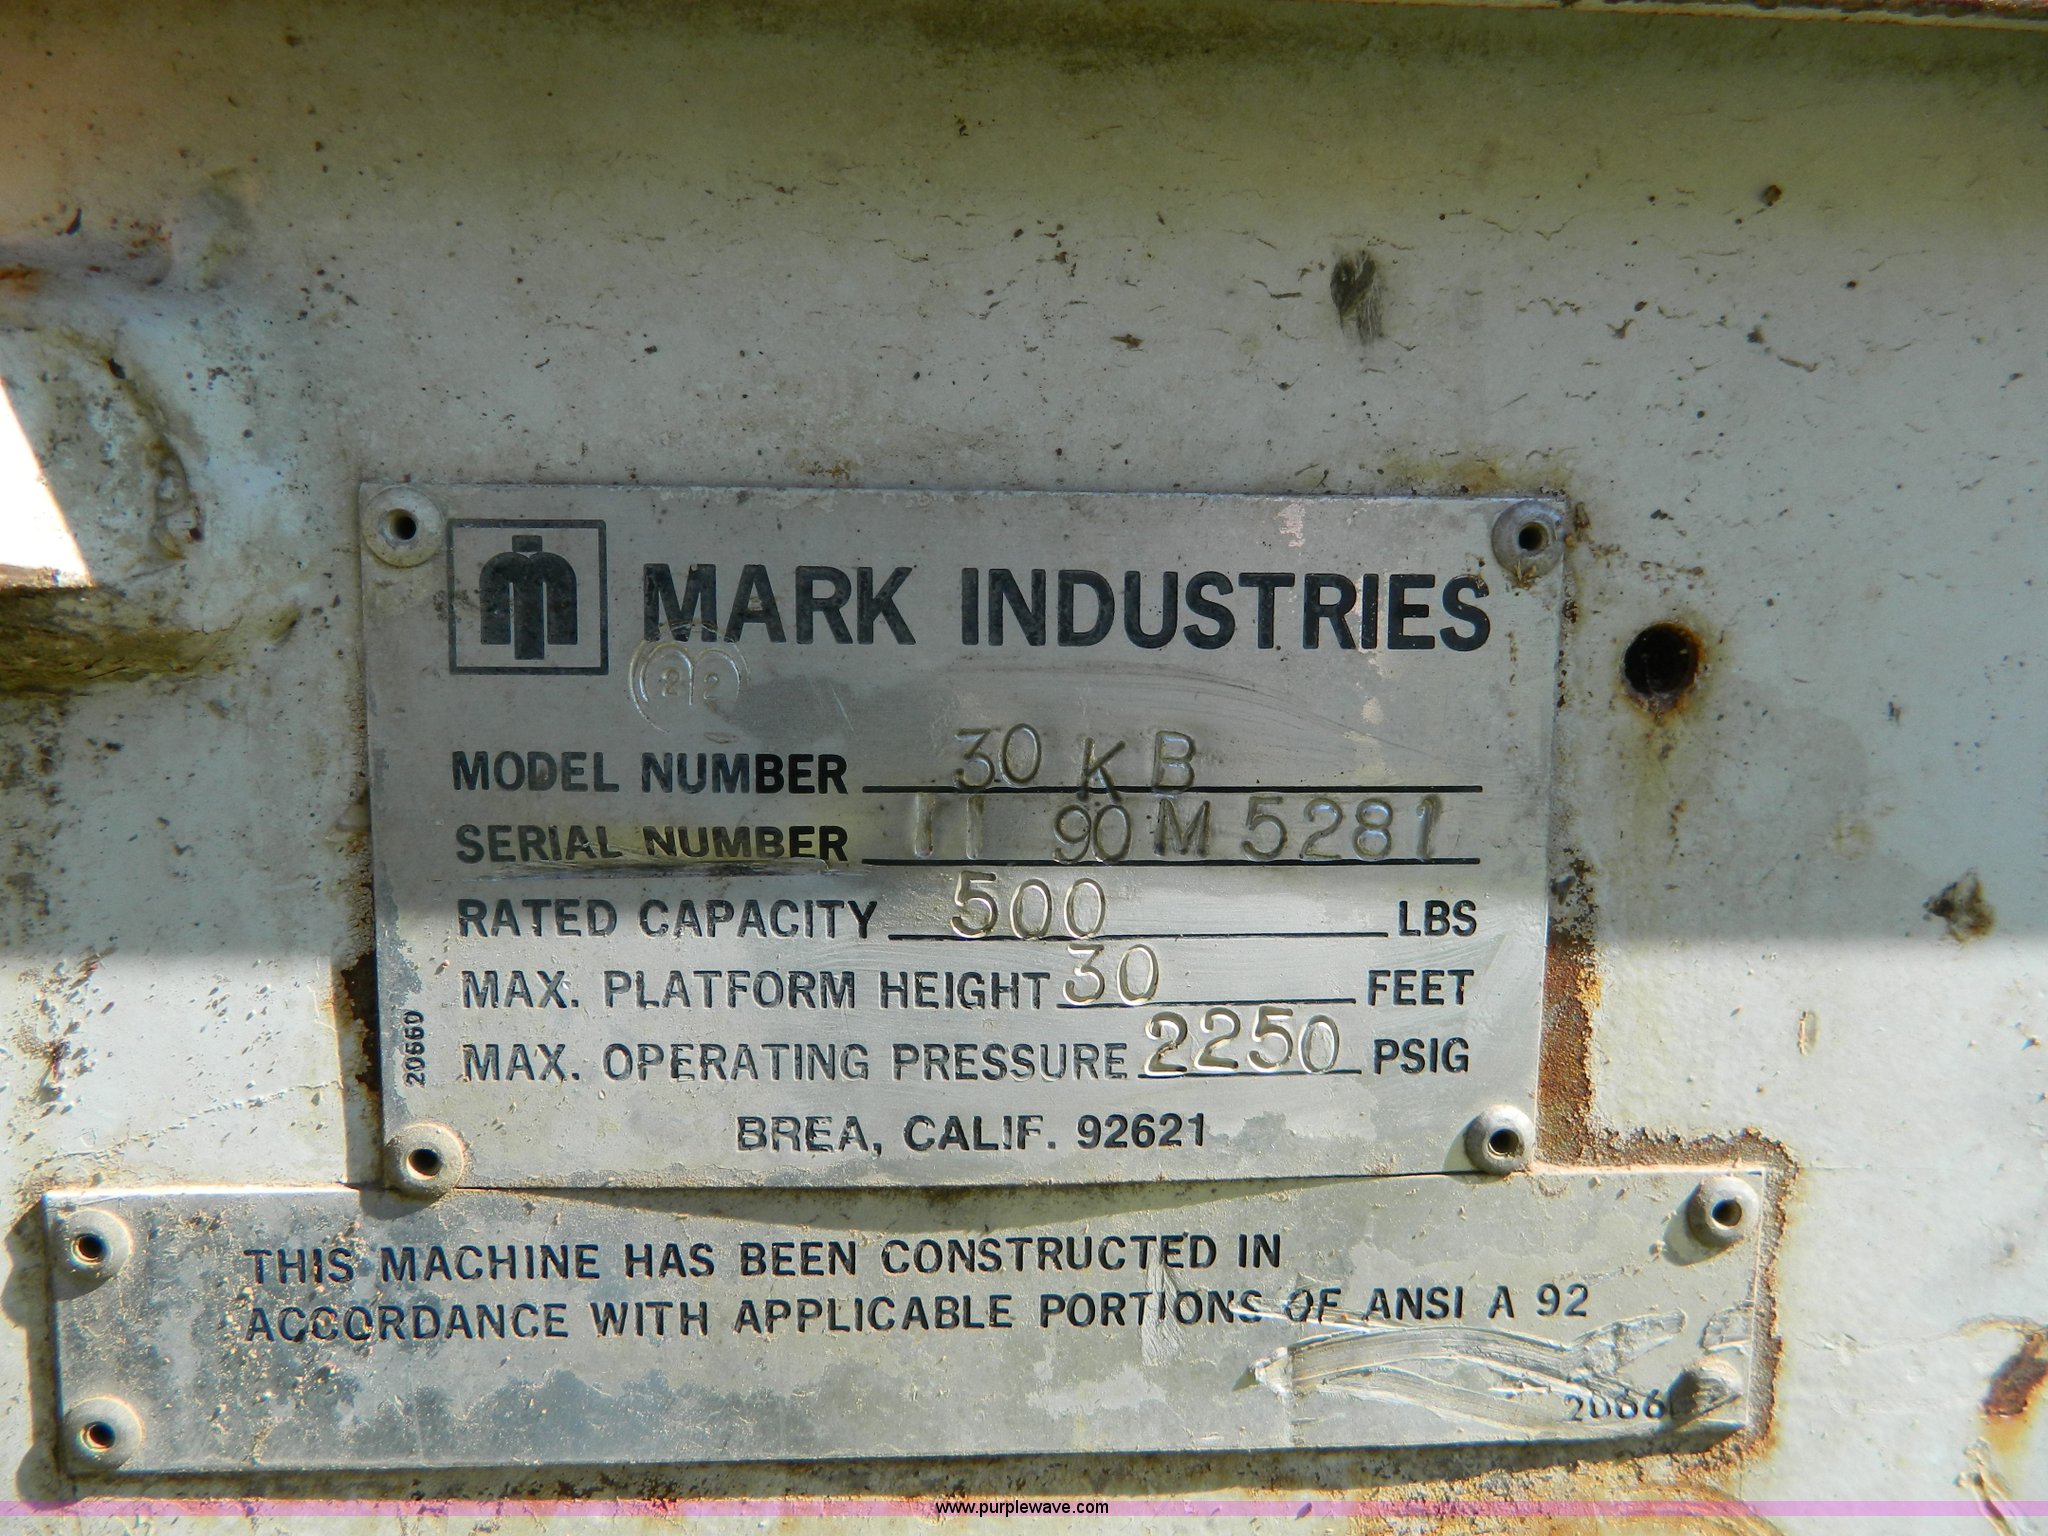 MARK INDUSTRIES
2 2
MODEL NUMBER 30 K B
SERIAL NUMBER 11 90 M 5281
RATED CAPACITY 500 LBS
MAX. PLATFORM HEIGHT 30 FEET
MAX. OPERATING PRESSURE 2250 PSIG
20660
BREA, CALIF. 92621
THIS MACHINE HAS BEEN CONSTRUCTED IN
ACCORDANCE WITH APPLICABLE PORTIONS OF ANSI A 92
www.purplewave.com